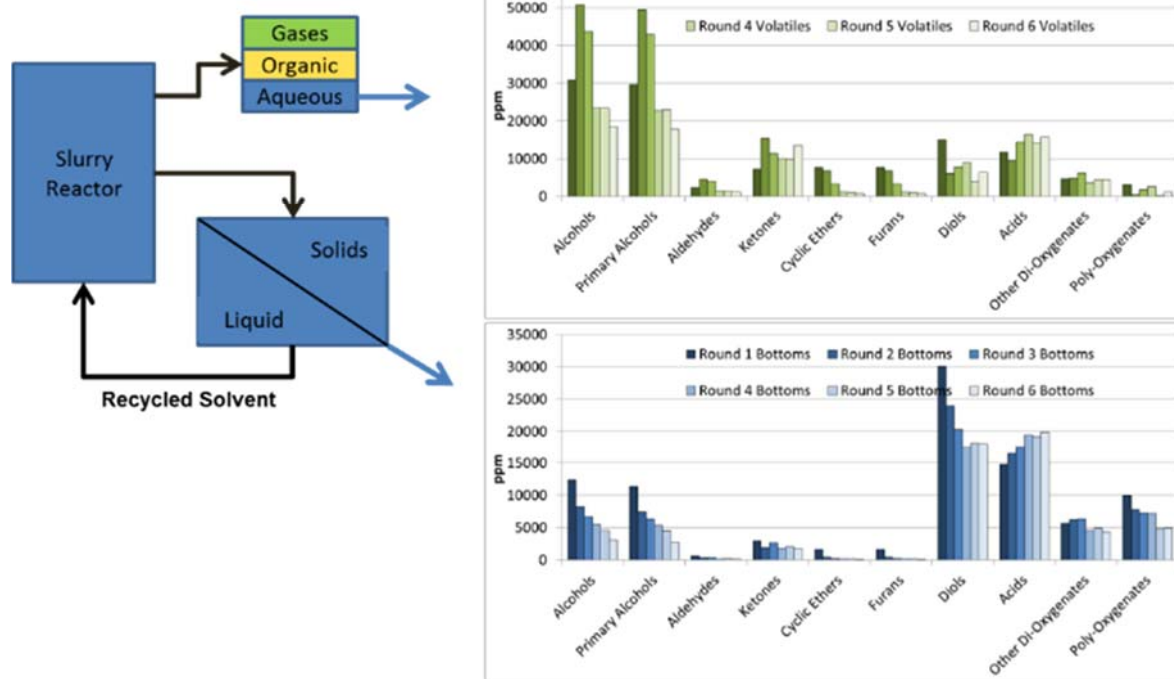 Gases
Organic
Aqueous
Slurry
Reactor
Solids
Liquid
Recycled Solvent
50000
40000
30000
20000
10000
0
ppm
Round 4 Volatiles Round 5 Volatiles Round 6 Volatiles
Alcohols
Primary Alcohols
Aldehydes
Ketones
Cyclic Ethers
Furans
Diols
Acids
Other Di-Oxygenates
Poly-Oxygenates
35000
30000
25000
20000
15000
10000
5000
0
ppm
Round 1 Bottoms Round 2 Bottoms Round 3 Bottoms
Round 4 Bottoms Round 5 Bottoms Round 6 Bottoms
Alcohols
Primary Alcohols
Aldehydes
Ketones
Cyclic Ethers
Furans
Diols
Acids
Other Di-Oxygenates
Poly-Oxygenates